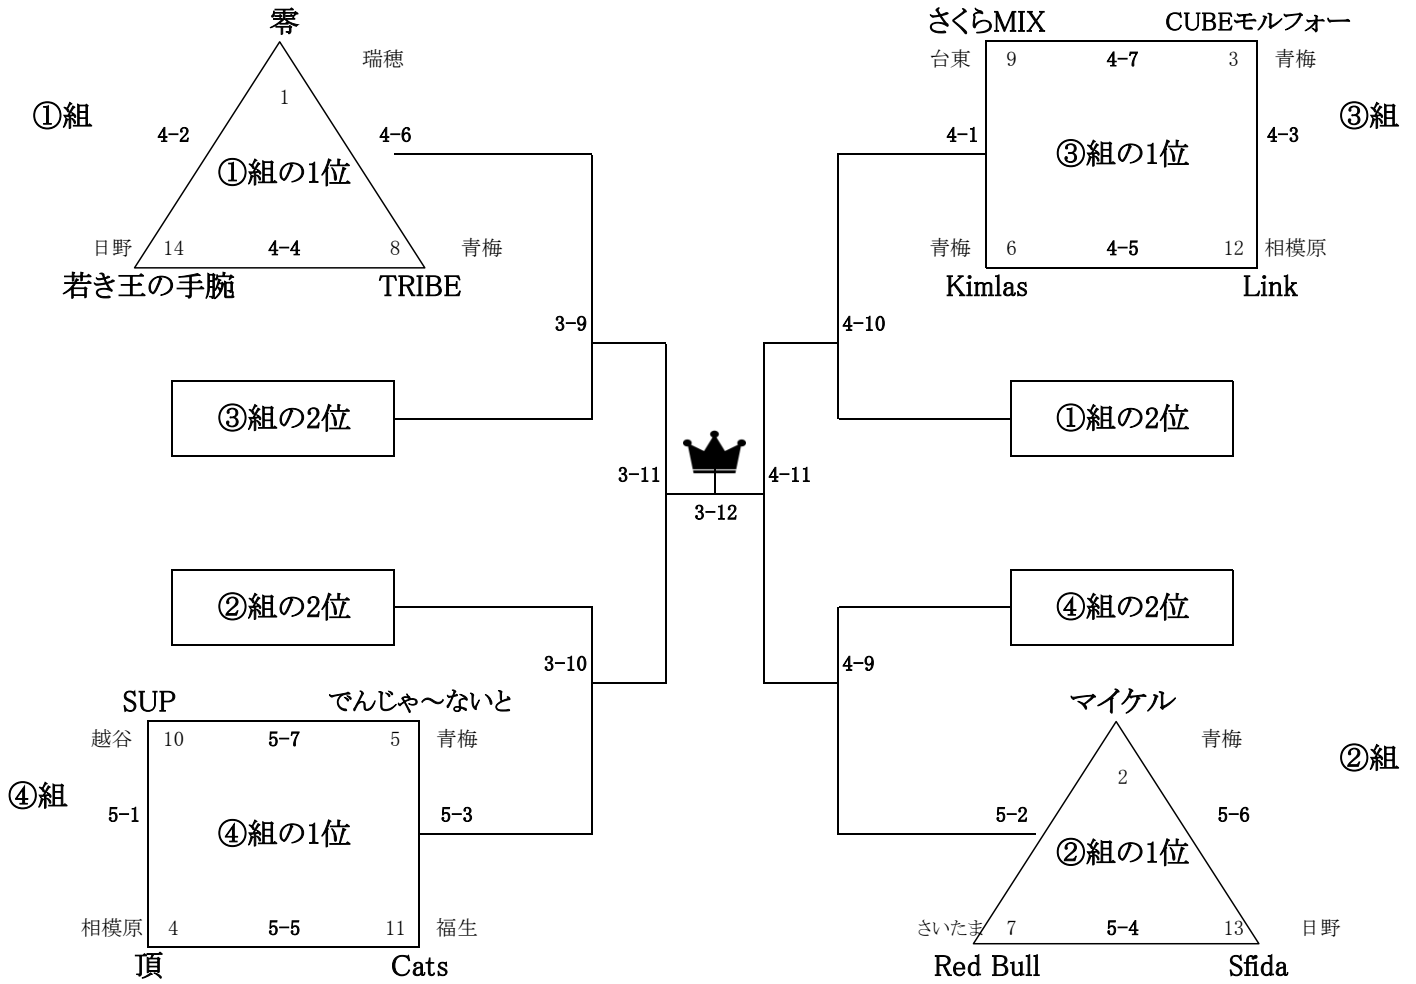 零
瑞穂
①組
1
4-2
4-6
①組の1位
日野
14
4-4
8
青梅
若き王の手腕
TRIBE
さくらMIX
CUBEモルフォー
台東
9
4-7
3
青梅
③組
4-1
4-3
③組の1位
青梅
6
4-5
12
相模原
Kimlas
Link
3-9
4-10
③組の2位
①組の2位
3-11
4-11
3-12
②組の2位
④組の2位
3-10
4-9
SUP
でんじゃ～ないと
越谷
10
5-7
5
青梅
④組
5-1
5-3
④組の1位
相模原
4
5-5
11
福生
頂
Cats
マイケル
青梅
②組
2
5-2
5-6
②組の1位
さいたま
7
5-4
13
日野
Red Bull
Sfida